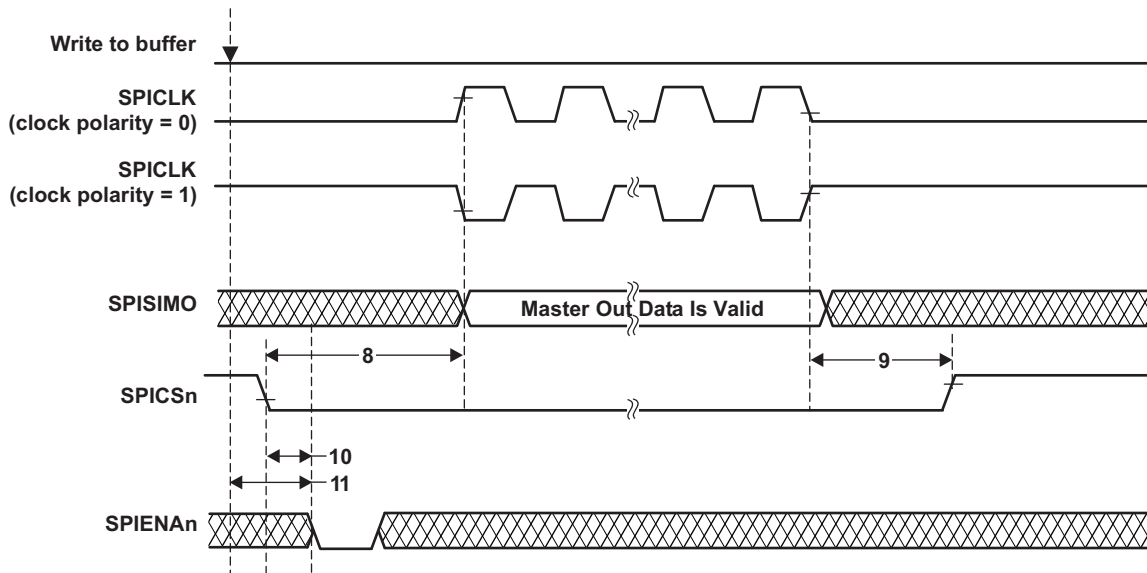 Write to buffer
SPICLK
(clock polarity = 0)
SPICLK
(clock polarity = 1)
SPISIMO
Master Out Data Is Valid
8
9
SPICSn
10
11
SPIENAn